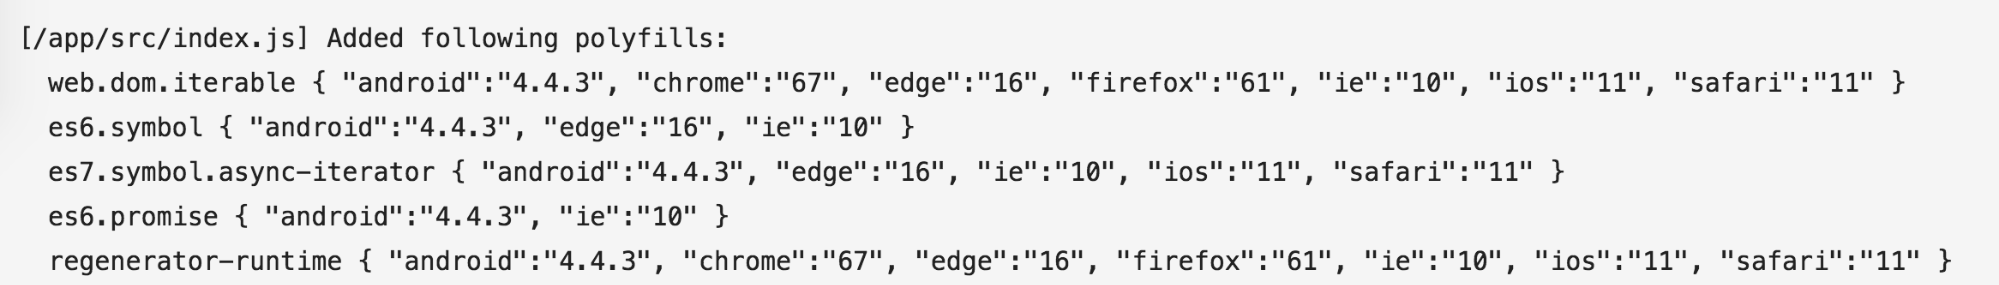 [/app/src/index.js] Added following polyfills:
web.dom.iterable { "android":"4.4.3", "chrome":"67", "edge":"16", "firefox":"61", "ie":"10", "ios":"11", "safari":"11" }
es6.symbol { "android":"4.4.3", "edge":"16", "ie":"10" }
es7.symbol.async-iterator { "android":"4.4.3", "edge":"16", "ie":"10", "ios":"11", "safari":"11" }
es6.promise { "android":"4.4.3", "ie":"10" }
regenerator-runtime { "android":"4.4.3", "chrome":"67", "edge":"16", "firefox":"61", "ie":"10", "ios":"11", "safari":"11" }